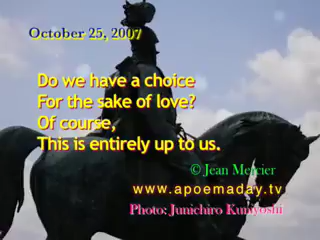 October 25, 2007
Do we have a choice
For the sake of love?
Of course,
This is entirely up to us.
© Jean Mercier
www.apoemaday.tv
Photo: Junichiro Kuniyoshi